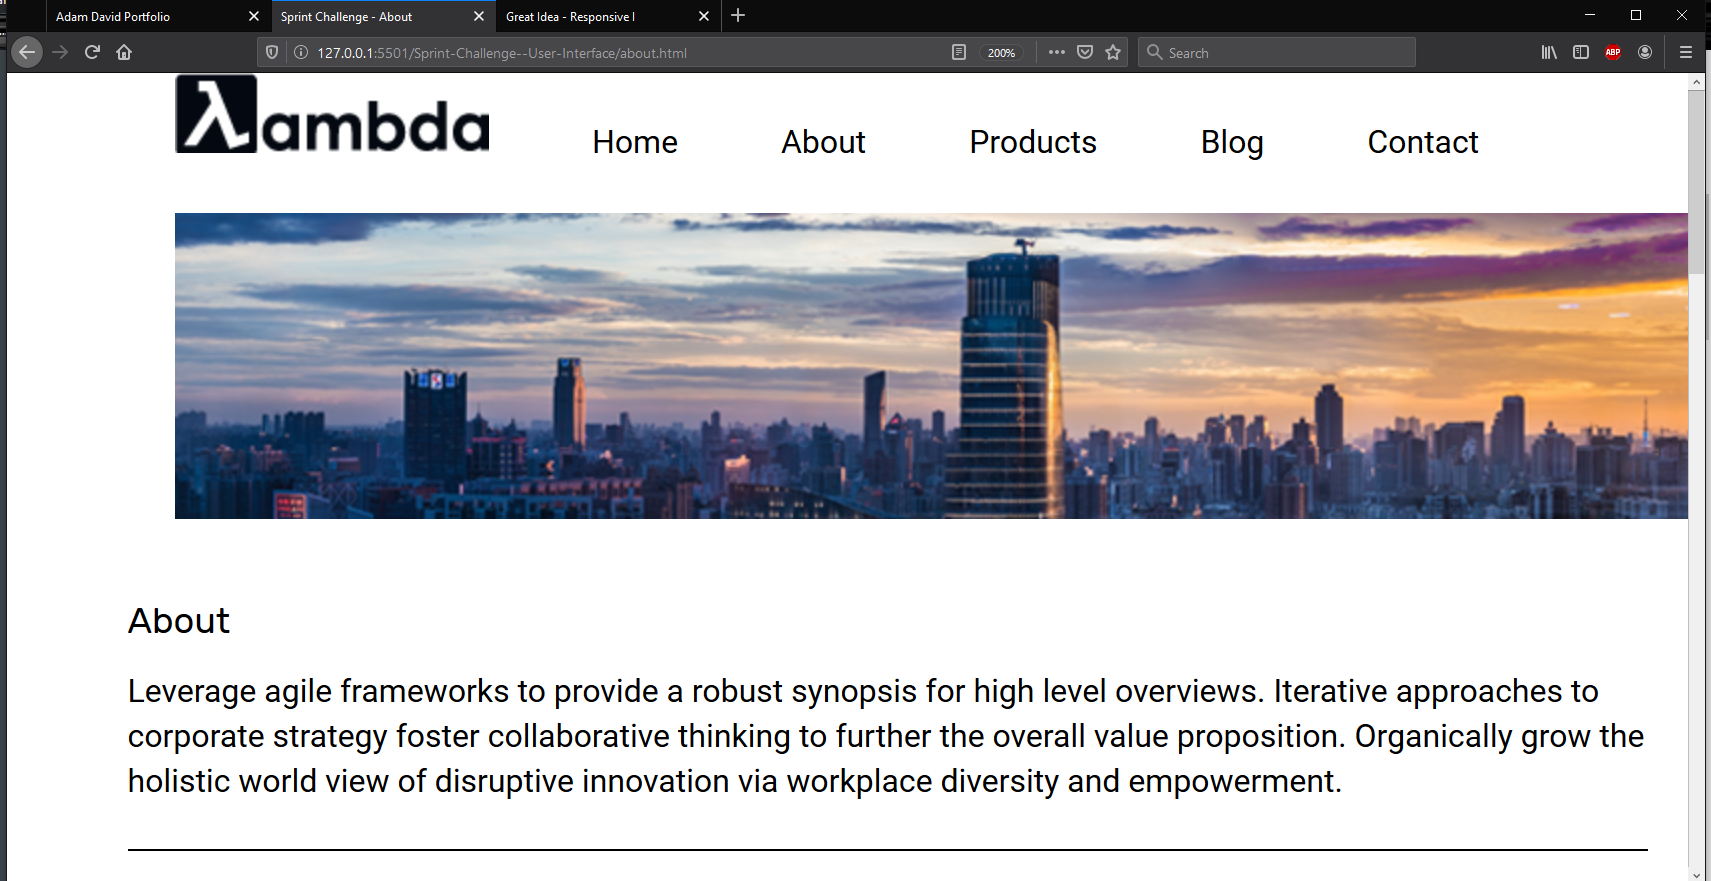 Adam David Portfolio
Sprint Challenge - About
Great Idea - Responsive I
127.0.0.1:5501/Sprint-Challenge--User-Interface/about.html
200%
Search
ABP
λambda
Home
About
Products
Blog
Contact
About
Leverage agile frameworks to provide a robust synopsis for high level overviews. Iterative approaches to
corporate strategy foster collaborative thinking to further the overall value proposition. Organically grow the
holistic world view of disruptive innovation via workplace diversity and empowerment.